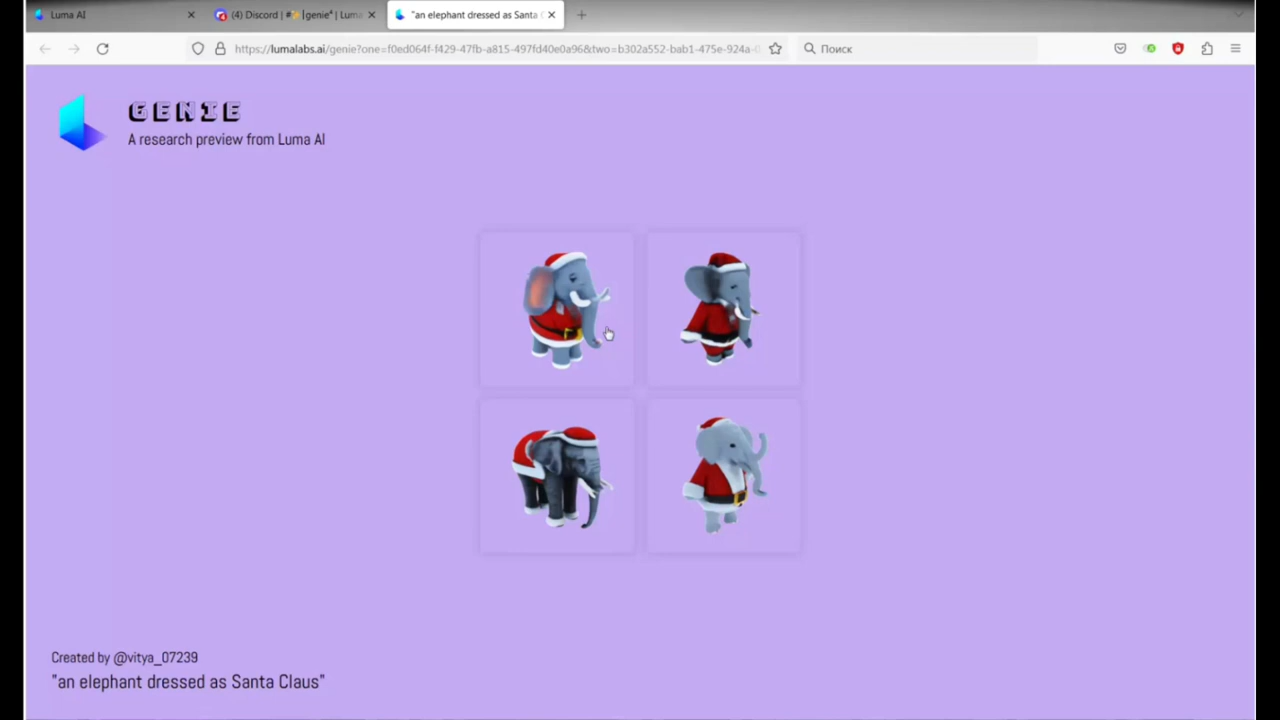 Luma AI
(4) Discord | #🪄│genie⁴ | Luma
"an elephant dressed as Santa C
https://lumalabs.ai/genie?one=f0ed064f-f429-47fb-a815-497fd40e0a96&two=b302a552-bab1-475e-924a-0
Поиск
GENIE
A research preview from Luma AI
Created by @vitya_07239
"an elephant dressed as Santa Claus"